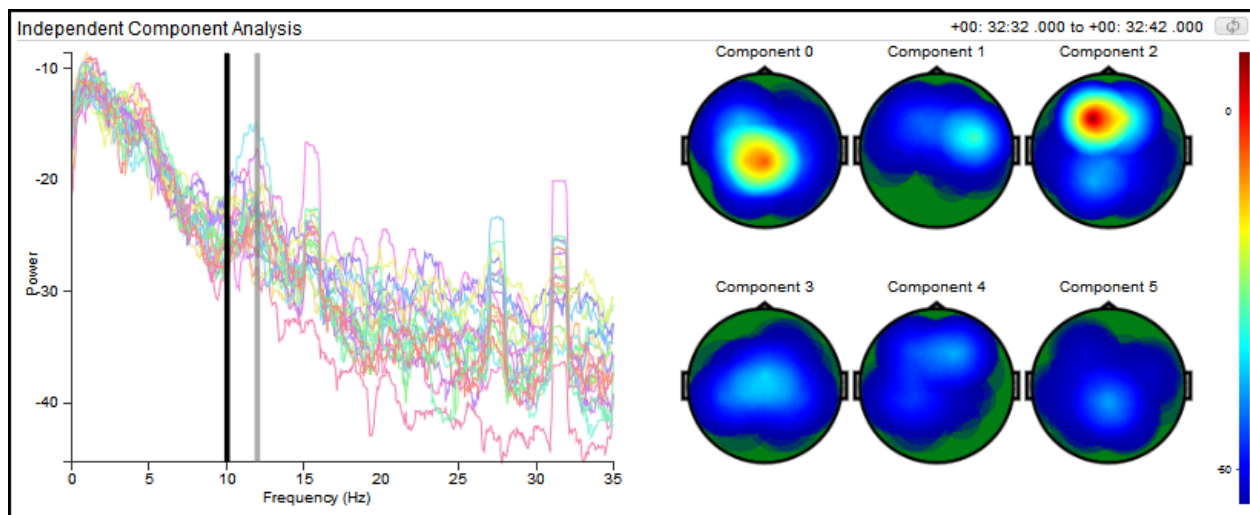 Independent Component Analysis
+00: 32:32 .000 to +00: 32:42 .000
Component 0
Component 1
Component 2
-10
-20
-30
-40
Power
0
5
10
15
20
25
30
35
Frequency (Hz)
Component 3
Component 4
Component 5
0
-50